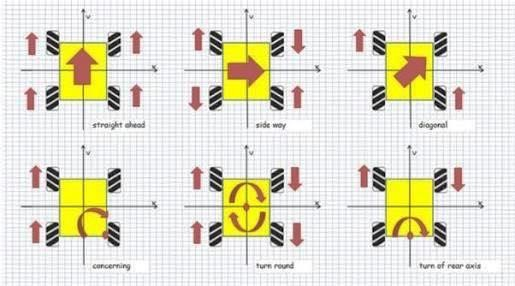 y
x
straight ahead
y
x
side way
y
x
diagonal
v
x
concerning
v
x
turn round
v
x
turn of rear axis